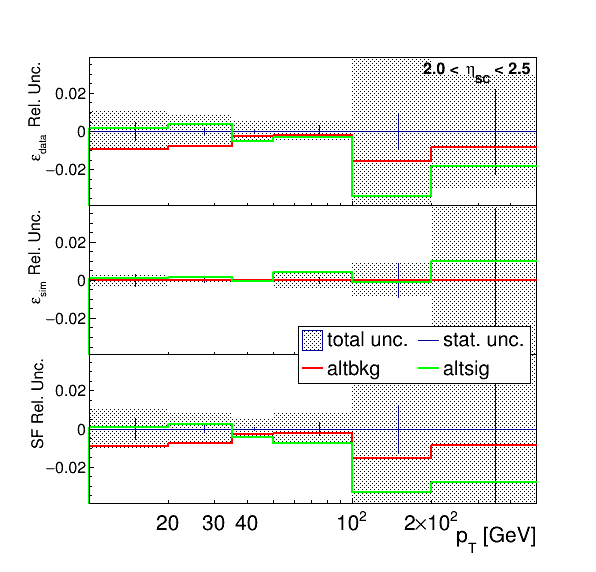 2.0 < η_sc < 2.5
ε_data Rel. Unc.
0.02
0
−0.02
ε_sim Rel. Unc.
0.02
0
−0.02
total unc. stat. unc.
altbkg altsig
SF Rel. Unc.
0.02
0
−0.02
20 30 40 10² 2×10²
p_T [GeV]